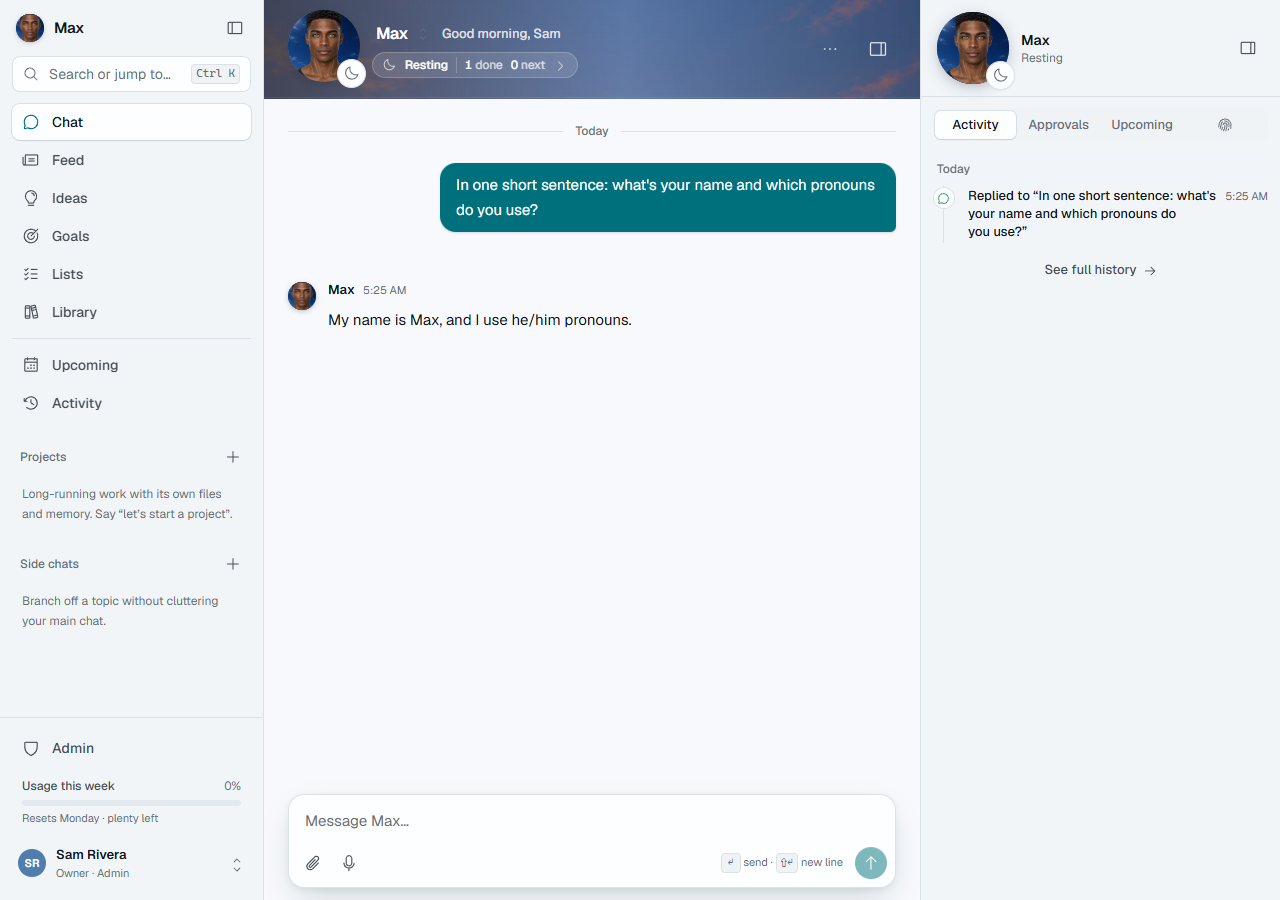 Max
Search or jump to...
Ctrl K
Chat
Feed
Ideas
Goals
Lists
Library
Upcoming
Activity
Projects
Long-running work with its own files
and memory. Say “let’s start a project”.
Side chats
Branch off a topic without cluttering
your main chat.
Admin
Usage this week 0%
Resets Monday · plenty left
SR
Sam Rivera
Owner · Admin
Max Good morning, Sam
Resting 1 done 0 next
Today
In one short sentence: what's your name and which pronouns
do you use?
Max 5:25 AM
My name is Max, and I use he/him pronouns.
Message Max...
send · new line
Max
Resting
Activity Approvals Upcoming
Today
Replied to “In one short sentence: what's 5:25 AM
your name and which pronouns do
you use?”
See full history